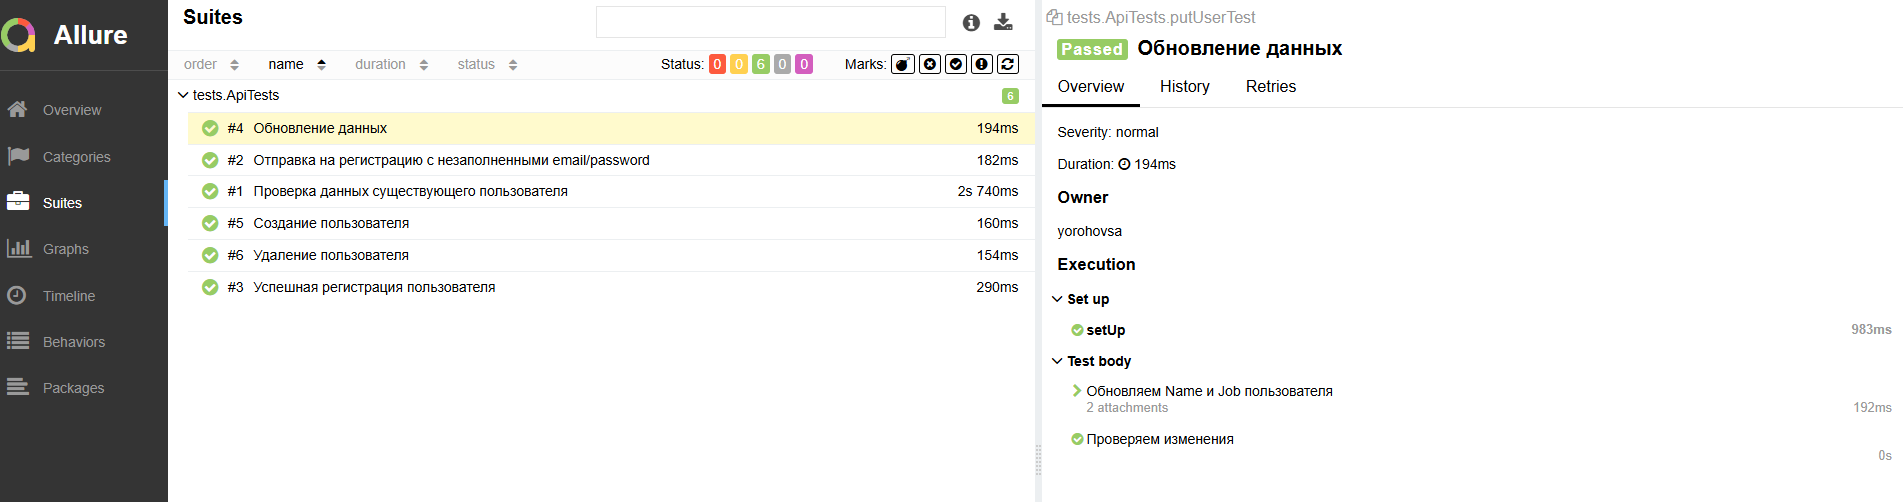 Allure
Overview
Categories
Suites
Graphs
Timeline
Behaviors
Packages
Suites
order name duration status Status: 0 0 6 0 0 Marks:
tests.ApiTests 6
#4 Обновление данных 194ms
#2 Отправка на регистрацию с незаполненными email/password 182ms
#1 Проверка данных существующего пользователя 2s 740ms
#5 Создание пользователя 160ms
#6 Удаление пользователя 154ms
#3 Успешная регистрация пользователя 290ms
tests.ApiTests.putUserTest
Passed Обновление данных
Overview History Retries
Severity: normal
Duration: 194ms
Owner
yorohovsa
Execution
Set up
setUp 983ms
Test body
Обновляем Name и Job пользователя
2 attachments 192ms
Проверяем изменения
0s